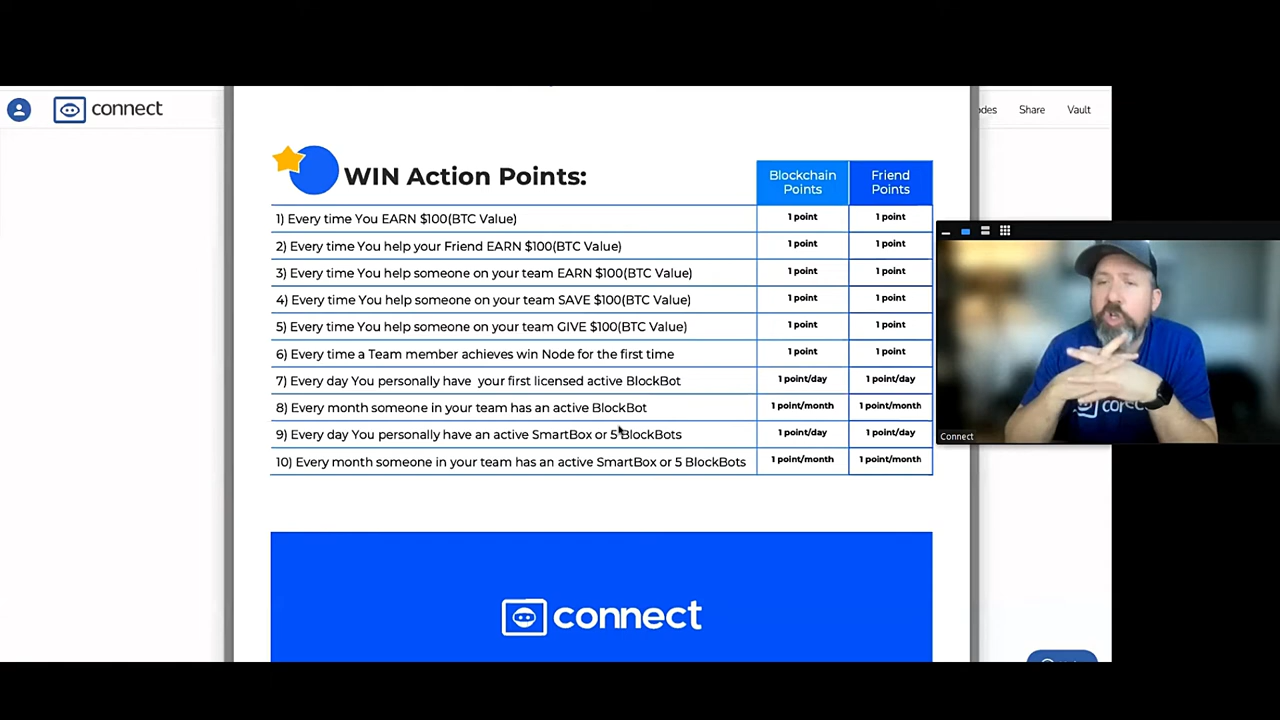 connect
odes Share Vault
WIN Action Points:
Blockchain Points
Friend Points
1) Every time You EARN $100(BTC Value) 1 point 1 point
2) Every time You help your Friend EARN $100(BTC Value) 1 point 1 point
3) Every time You help someone on your team EARN $100(BTC Value) 1 point 1 point
4) Every time You help someone on your team SAVE $100(BTC Value) 1 point 1 point
5) Every time You help someone on your team GIVE $100(BTC Value) 1 point 1 point
6) Every time a Team member achieves win Node for the first time 1 point 1 point
7) Every day You personally have your first licensed active BlockBot 1 point/day 1 point/day
8) Every month someone in your team has an active BlockBot 1 point/month 1 point/month
9) Every day You personally have an active SmartBox or 5 BlockBots 1 point/day 1 point/day
10) Every month someone in your team has an active SmartBox or 5 BlockBots 1 point/month 1 point/month
Connect
connect